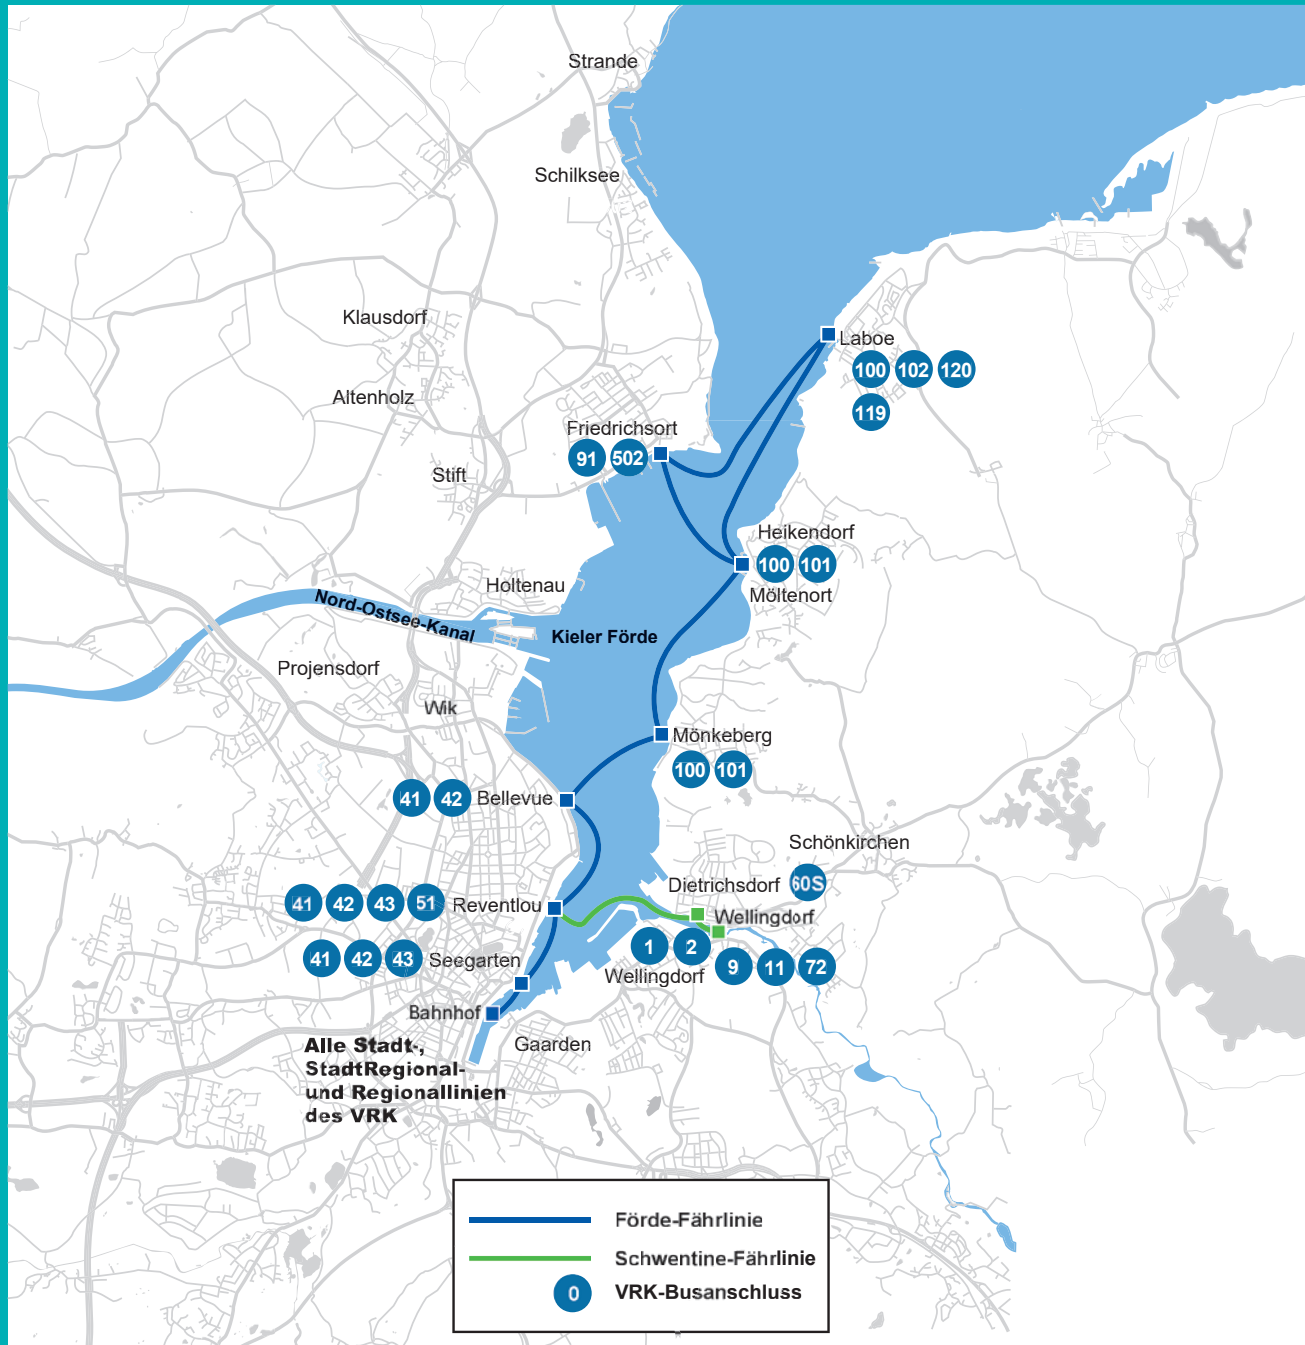 Strande
Schilksee
Klausdorf
Laboe
100 102 120
119
Altenholz
Friedrichsort
91 502
Stift
Heikendorf
100 101
Möltenort
Holtenau
Nord-Ostsee-Kanal
Kieler Förde
Projensdorf
Wik
Mönkeberg
100 101
41 42 Bellevue
Schönkirchen
Dietrichsdorf 60S
41 42 43 51 Reventlou
Wellingdorf
1 2
41 42 43 Seegarten
9 11 72
Wellingdorf
Bahnhof
Gaarden
Alle Stadt-,
StadtRegional-
und Regionallinien
des VRK
Förde-Fährlinie
Schwentine-Fährlinie
0 VRK-Busanschluss